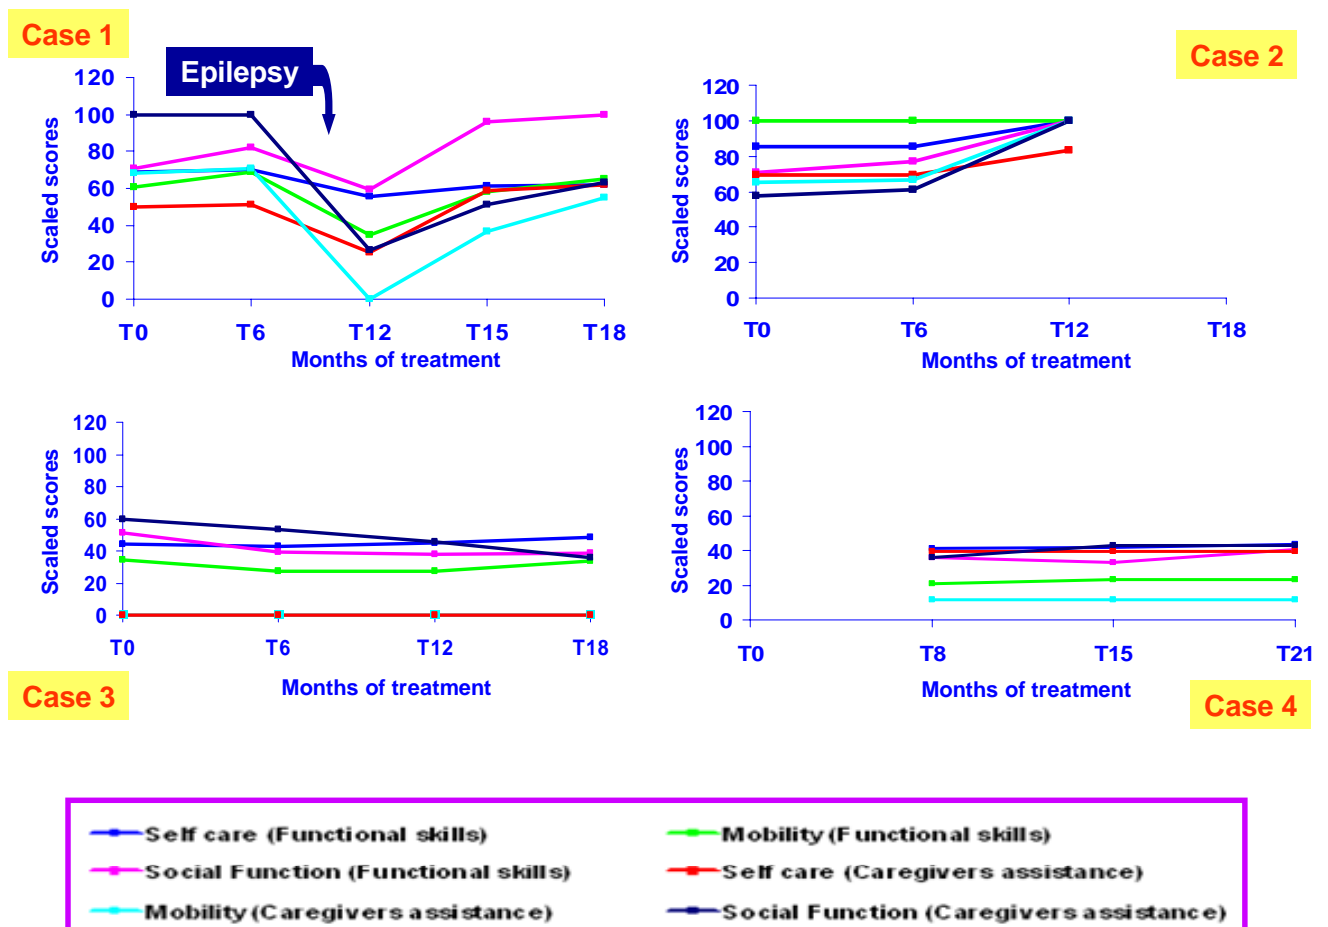 Case 1
Epilepsy
Scaled scores
120
100
80
60
40
20
0
T0 T6 T12 T15 T18
Months of treatment
Case 2
Scaled scores
120
100
80
60
40
20
0
T0 T6 T12 T18
Months of treatment
Scaled scores
120
100
80
60
40
20
0
T0 T6 T12 T18
Months of treatment
Case 3
Scaled scores
120
100
80
60
40
20
0
T0 T8 T15 T21
Months of treatment
Case 4
Self care (Functional skills) Mobility (Functional skills)
Social Function (Functional skills) Self care (Caregivers assistance)
Mobility (Caregivers assistance) Social Function (Caregivers assistance)